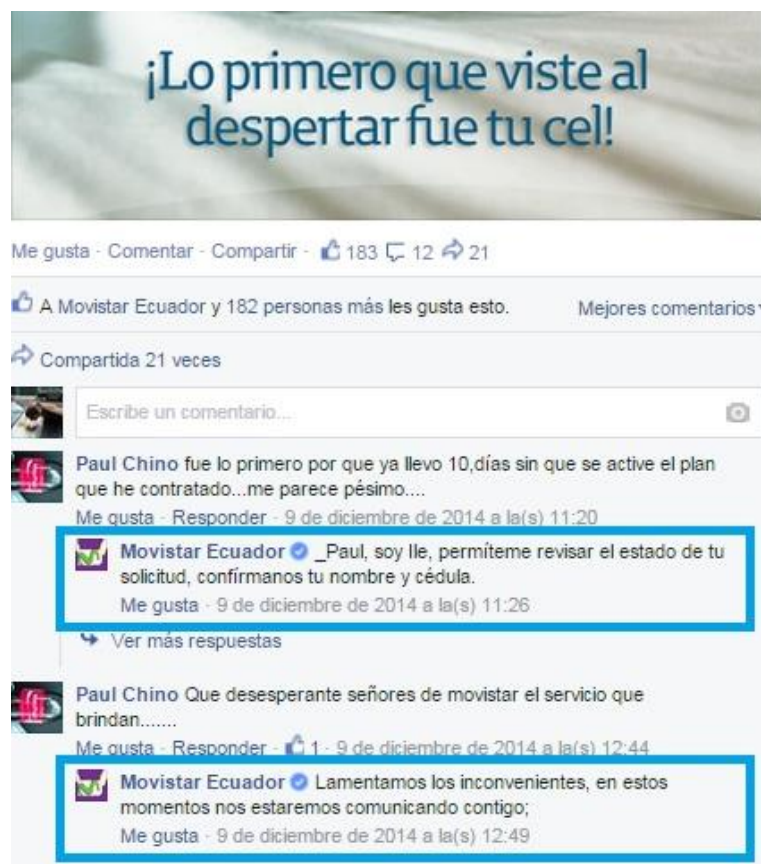 ¡Lo primero que viste al
despertar fue tu cel!
Me gusta · Comentar · Compartir · 183 12 21
A Movistar Ecuador y 182 personas más les gusta esto. Mejores comentarios
Compartida 21 veces
Escribe un comentario...
Paul Chino fue lo primero por que ya llevo 10,días sin que se active el plan
que he contratado...me parece pésimo....
Me gusta · Responder · 9 de diciembre de 2014 a la(s) 11:20
Movistar Ecuador _Paul, soy Ile, permíteme revisar el estado de tu
solicitud, confírmanos tu nombre y cédula.
Me gusta · 9 de diciembre de 2014 a la(s) 11:26
Ver más respuestas
Paul Chino Que desesperante señores de movistar el servicio que
brindan.......
Me gusta · Responder · 1 · 9 de diciembre de 2014 a la(s) 12:44
Movistar Ecuador Lamentamos los inconvenientes, en estos
momentos nos estaremos comunicando contigo;
Me gusta · 9 de diciembre de 2014 a la(s) 12:49